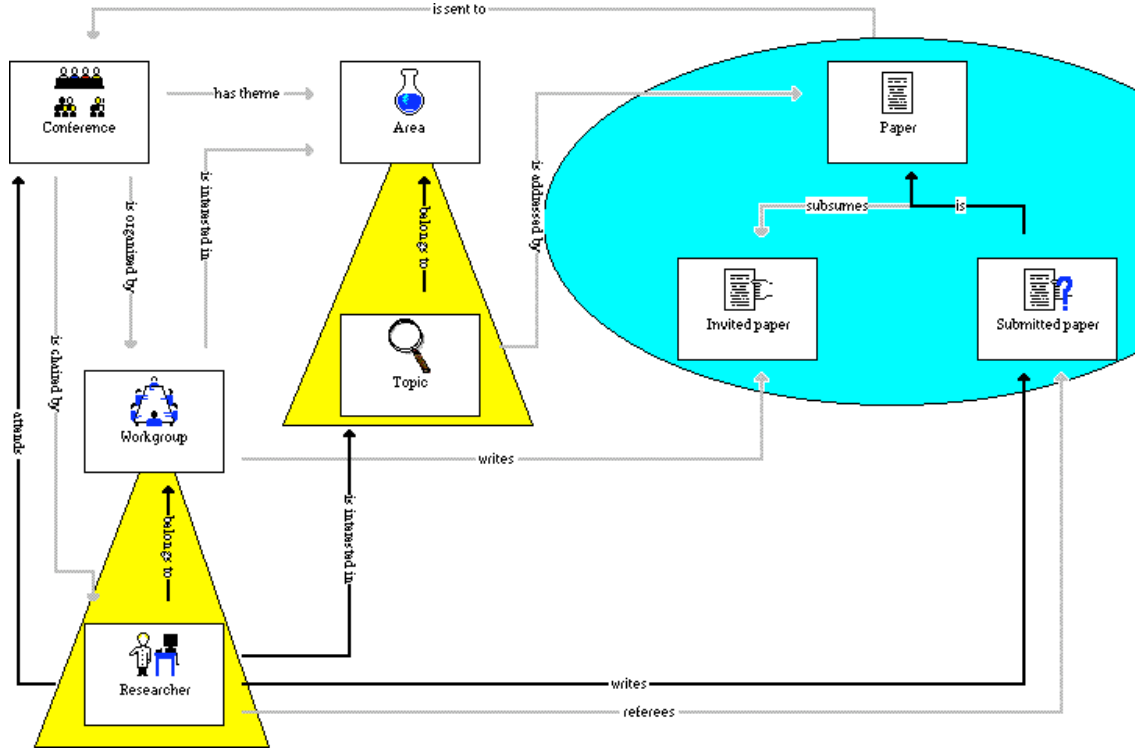 is sent to
Conference
has theme
Area
Paper
is interested in
is organized by
belongs to
is addressed by
subsumes
is
Invited paper
Submitted paper
is chaired by
Topic
attends
Workgroup
writes
belongs to
is interested in
Researcher
writes
referees